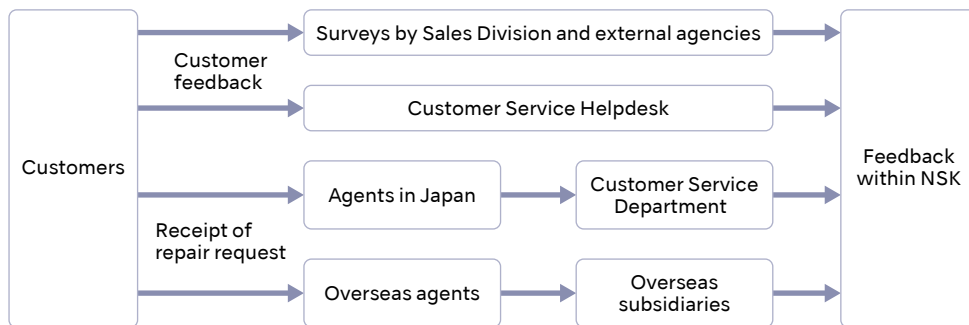 Customers
Customer
feedback
Receipt of
repair request
Surveys by Sales Division and external agencies
Customer Service Helpdesk
Agents in Japan
Customer Service
Department
Overseas agents
Overseas
subsidiaries
Feedback
within NSK